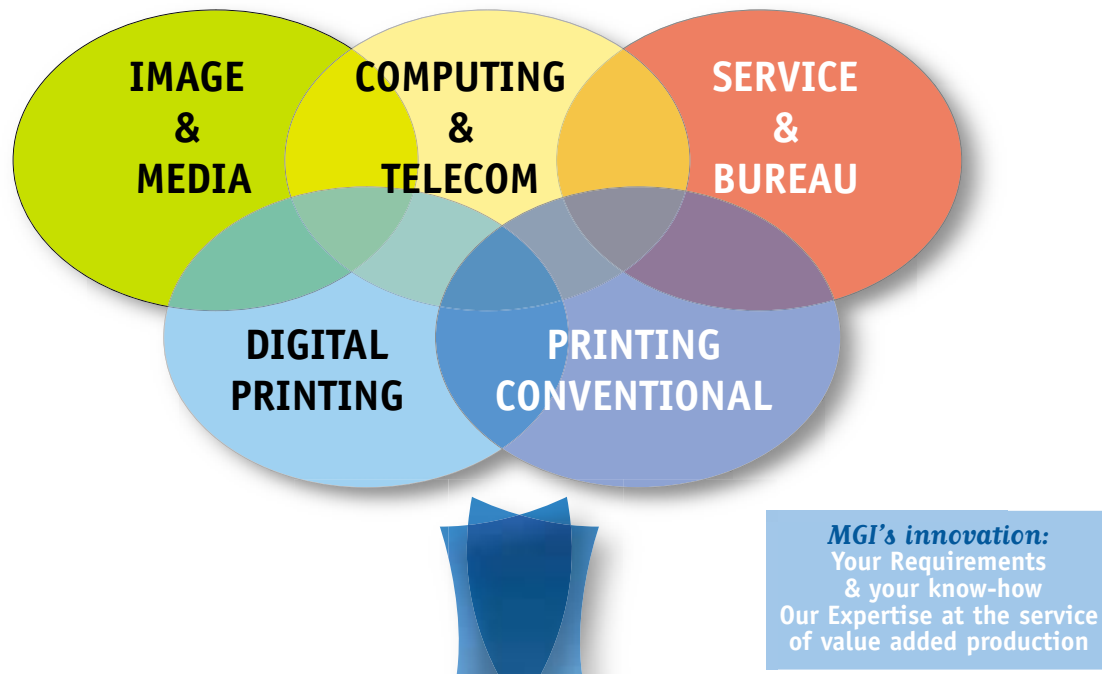 IMAGE
&
MEDIA
COMPUTING
&
TELECOM
SERVICE
&
BUREAU
DIGITAL
PRINTING
PRINTING
CONVENTIONAL
MGI's innovation:
Your Requirements
& your know-how
Our Expertise at the service
of value added production